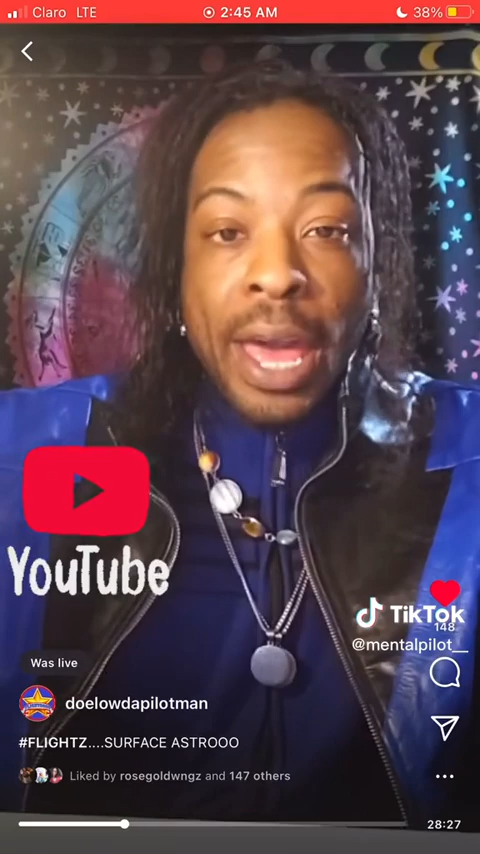 Claro LTE
2:45 AM
38%
YouTube
TikTok
148
@mentalpilot__
Was live
doelowdapilotman
#FLIGHTZ....SURFACE ASTROOO
Liked by rosegoldwngz and 147 others
28:27